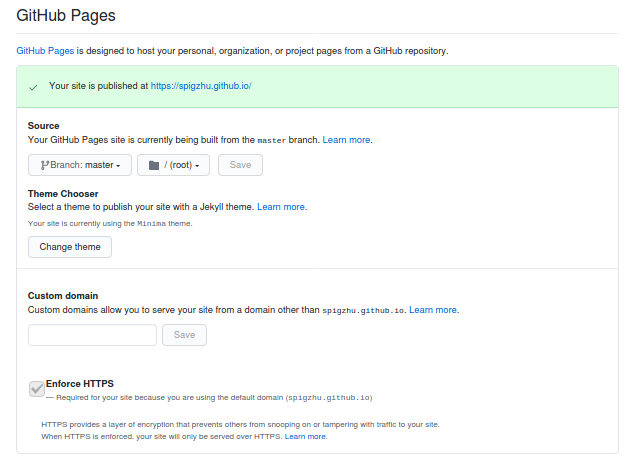 GitHub Pages
GitHub Pages is designed to host your personal, organization, or project pages from a GitHub repository.
Your site is published at https://spigzhu.github.io/
Source
Your GitHub Pages site is currently being built from the master branch. Learn more.
Branch: master / (root) Save
Theme Chooser
Select a theme to publish your site with a Jekyll theme. Learn more.
Your site is currently using the Minima theme.
Change theme
Custom domain
Custom domains allow you to serve your site from a domain other than spigzhu.github.io. Learn more.
Save
Enforce HTTPS
— Required for your site because you are using the default domain (spigzhu.github.io)
HTTPS provides a layer of encryption that prevents others from snooping on or tampering with traffic to your site.
When HTTPS is enforced, your site will only be served over HTTPS. Learn more.